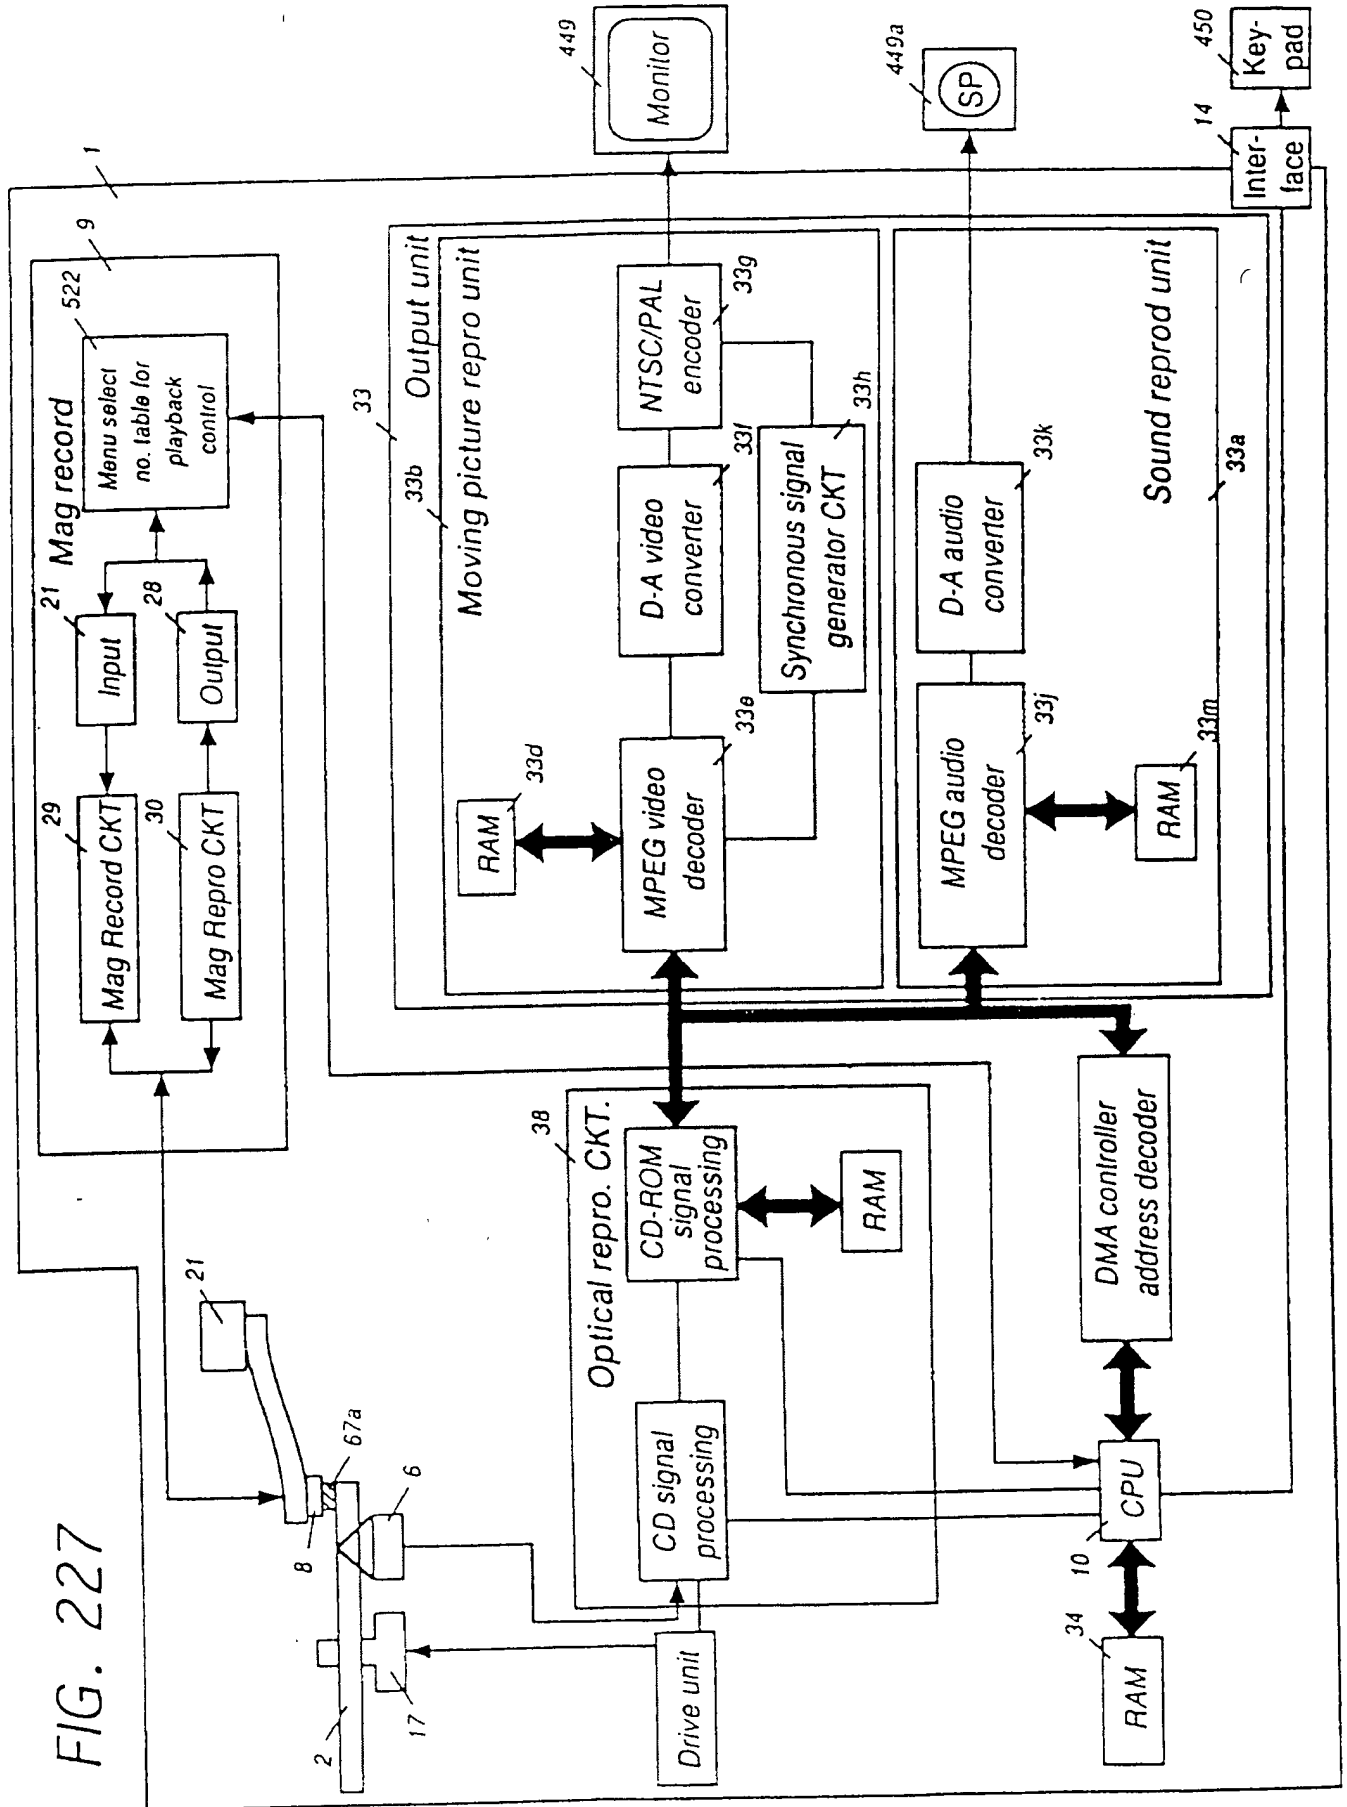 FIG. 227
1
9
Mag record
522
Menu select
no. table for
playback
control
21
Input
28
Output
29
Mag Record CKT
30
Mag Repro CKT
21
67a
8
6
2
17
Drive unit
38
Optical repro. CKT.
CD signal
processing
CD-ROM
signal
processing
RAM
33
Output unit
33b
Moving picture repro unit
33d
RAM
33e
MPEG video
decoder
33f
D-A video
converter
33g
NTSC/PAL
encoder
33h
Synchronous signal
generator CKT
449
Monitor
449a
SP
33j
MPEG audio
decoder
33k
D-A audio
converter
33m
RAM
Sound reprod unit
33a
DMA controller
address decoder
10
CPU
34
RAM
14
Inter-
face
450
Key-
pad